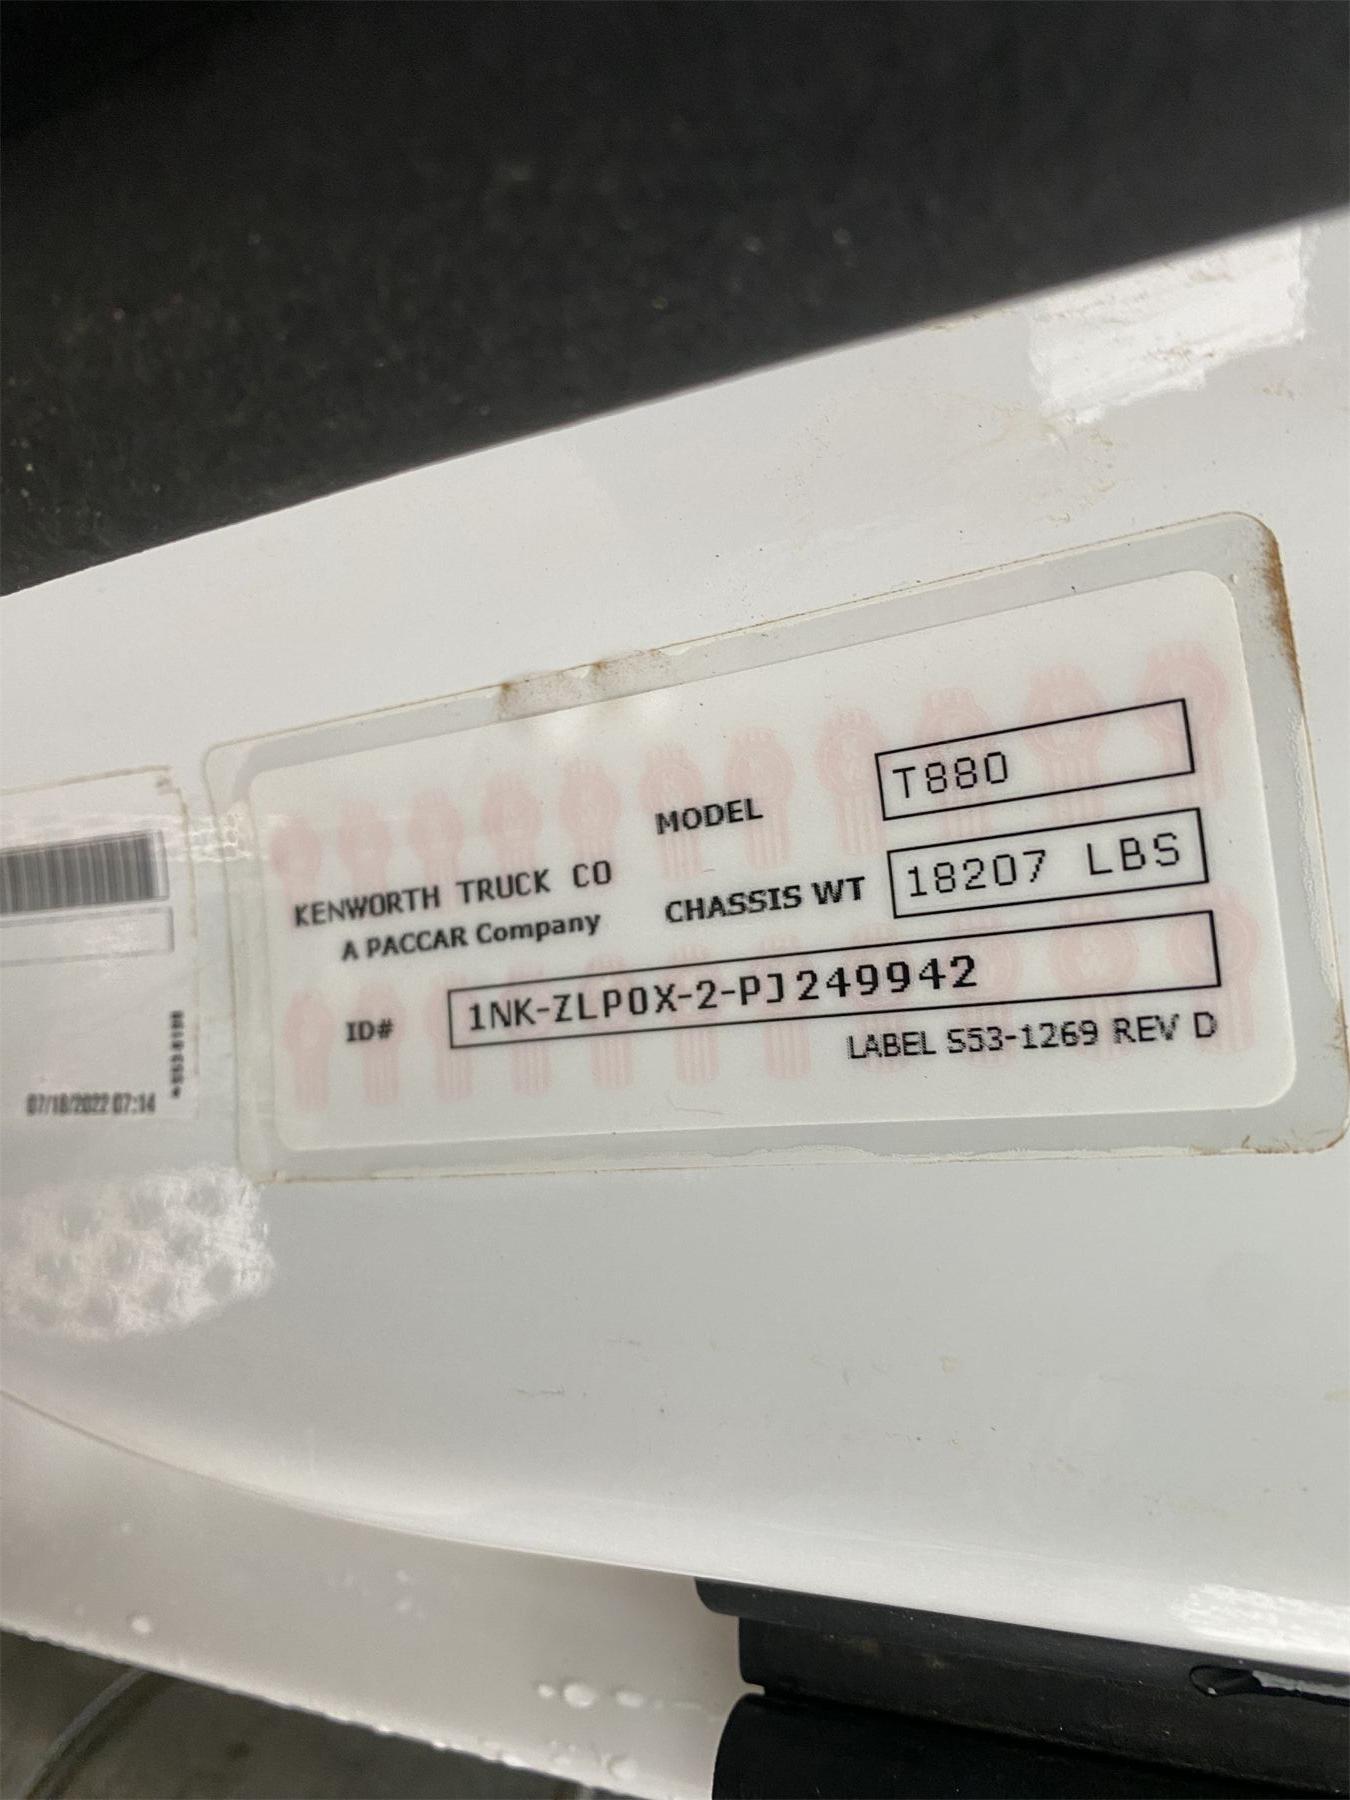 MODEL T880
KENWORTH TRUCK CO
A PACCAR Company
CHASSIS WT 18207 LBS
ID# 1NK-ZLP0X-2-PJ249942
LABEL S53-1269 REV D
07/18/2022 07:14